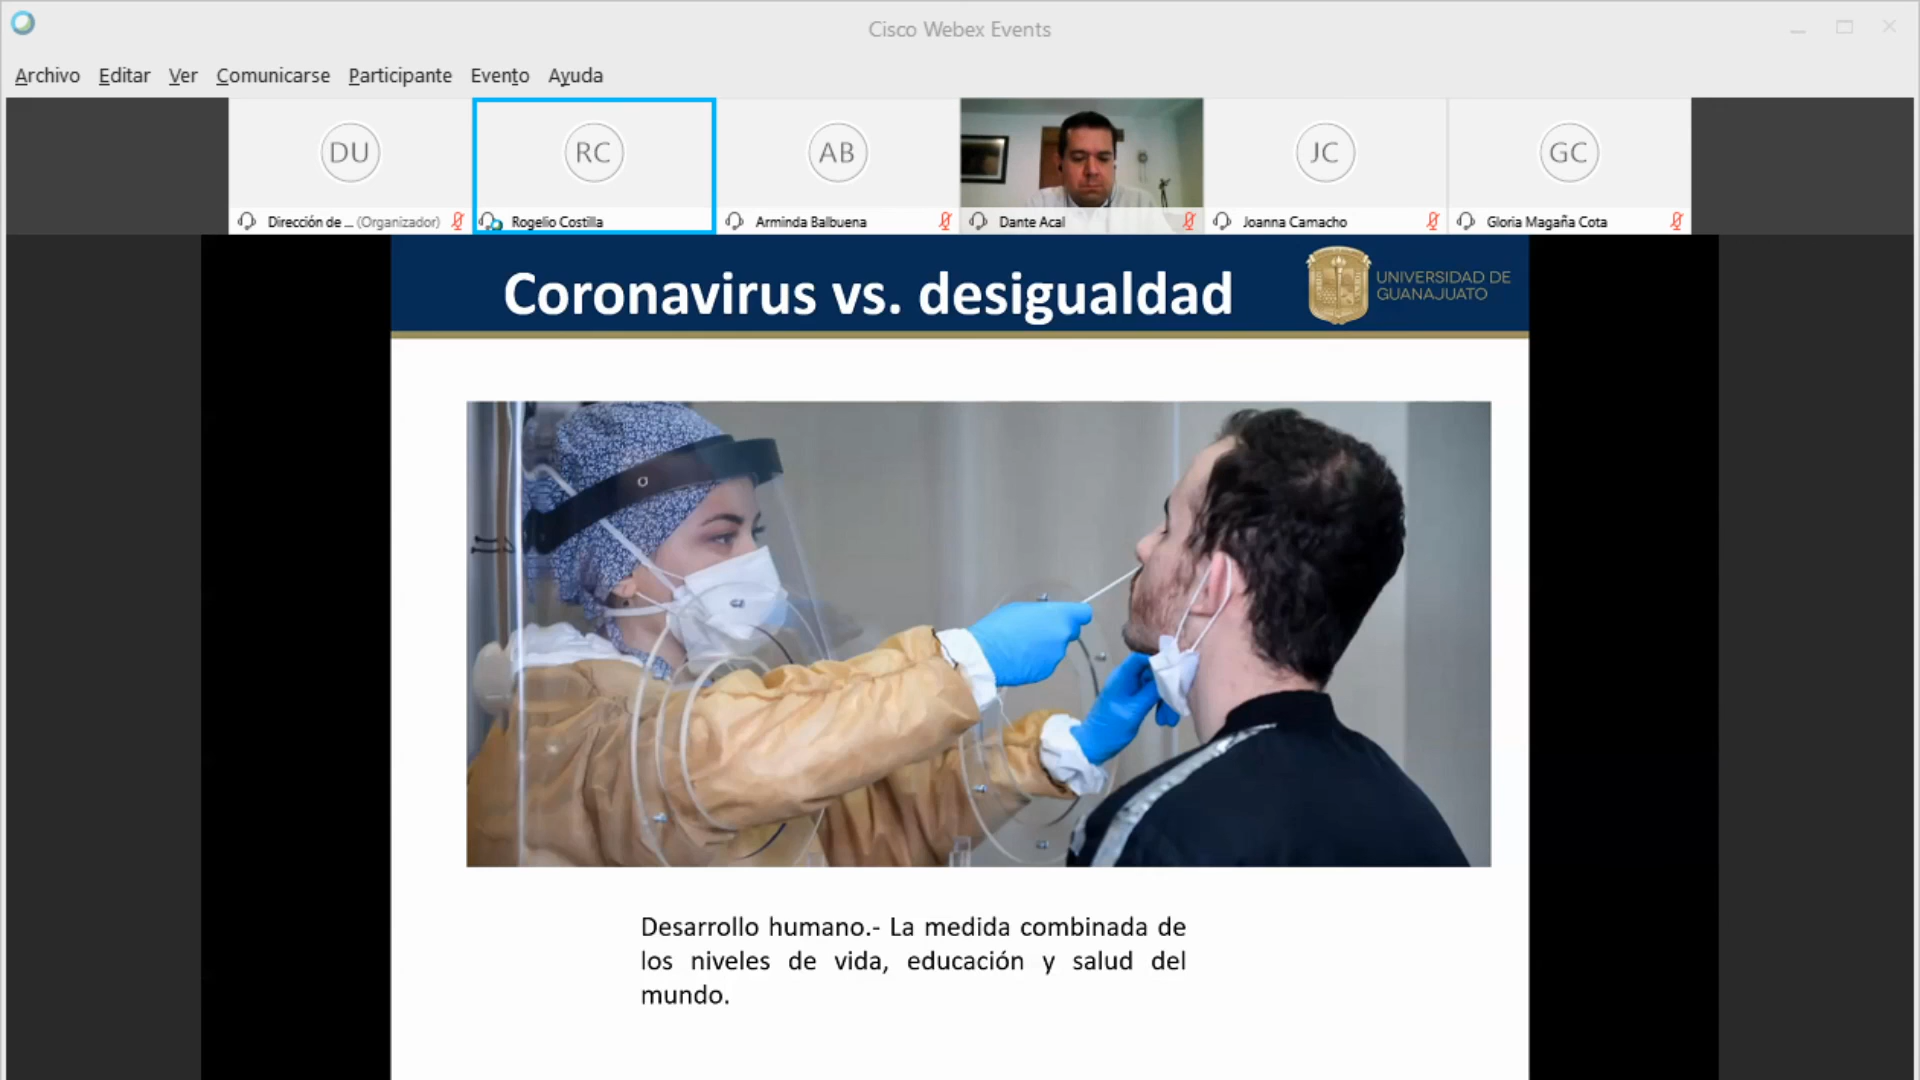 Cisco Webex Events
Archivo Editar Ver Comunicarse Participante Evento Ayuda
DU
RC
AB
JC
GC
Dirección de ... (Organizador)
Rogelio Costilla
Arminda Balbuena
Dante Acal
Joanna Camacho
Gloria Magaña Cota
Coronavirus vs. desigualdad
UNIVERSIDAD DE
GUANAJUATO
Desarrollo humano.- La medida combinada de
los niveles de vida, educación y salud del
mundo.